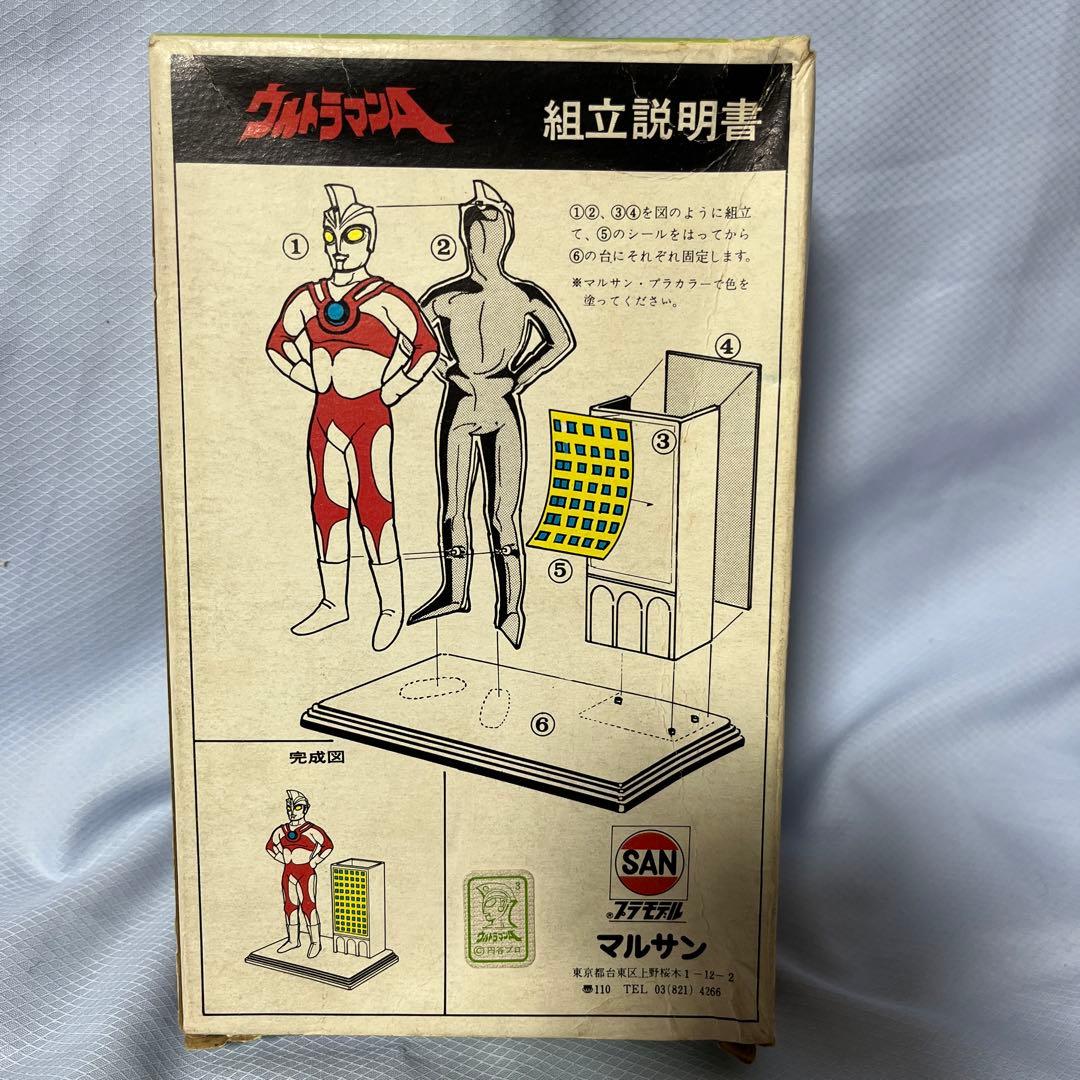 ウルトラマンA
組立説明書
①②、③④を図のように組立
て、⑤のシールをはってから
⑥の台にそれぞれ固定します。
※マルサン・プラカラーで色を
塗ってください。
①
②
④
③
⑤
⑥
完成図
3
ウルトラマンA
©円谷プロ
SAN
®プラモデル
マルサン
東京都台東区上野桜木1-12-2
☎110 TEL 03(821)4266